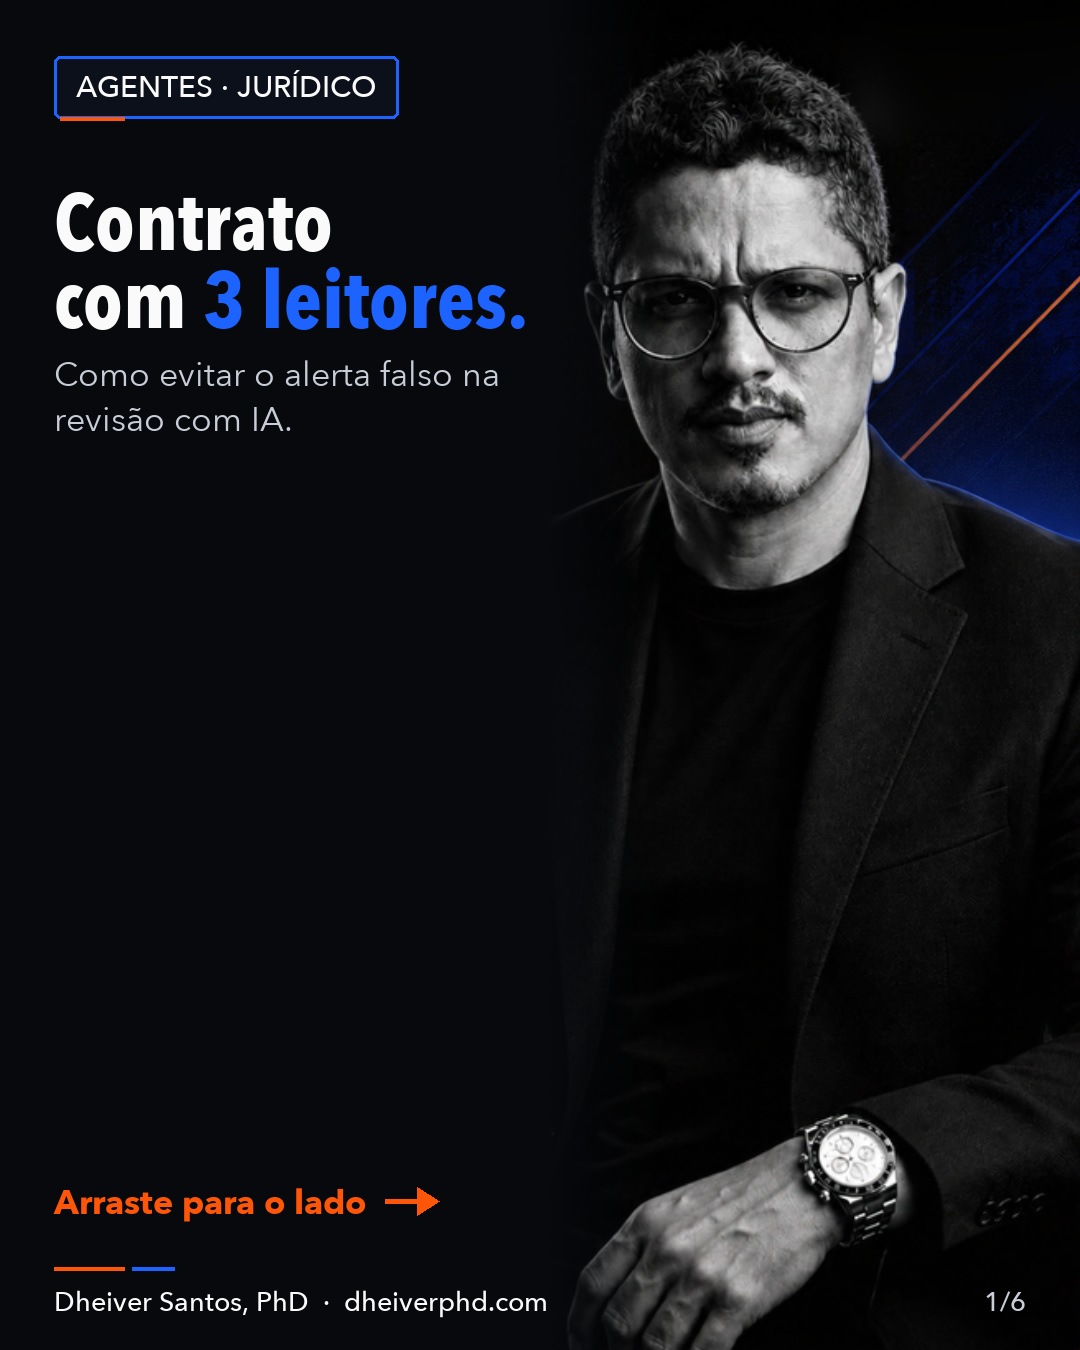 AGENTES · JURÍDICO
Contrato
com 3 leitores.
Como evitar o alerta falso na
revisão com IA.
Arraste para o lado
Dheiver Santos, PhD · dheiverphd.com
1/6